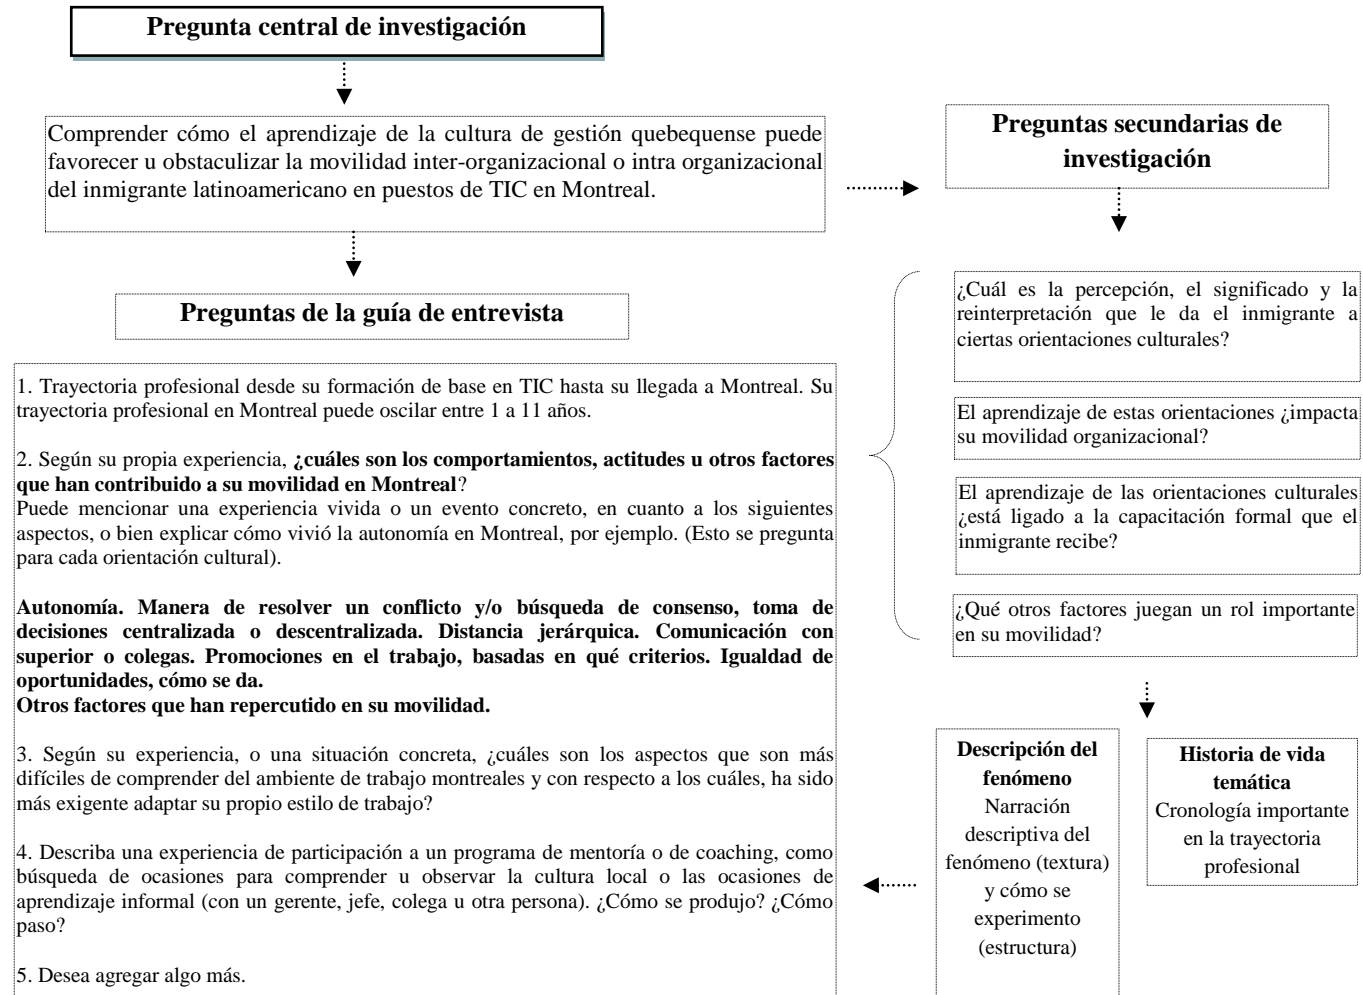 Pregunta central de investigación
Comprender cómo el aprendizaje de la cultura de gestión quebequense puede
favorecer u obstaculizar la movilidad inter-organizacional o intra organizacional
del inmigrante latinoamericano en puestos de TIC en Montreal.
Preguntas secundarias de
investigación
Preguntas de la guía de entrevista
1. Trayectoria profesional desde su formación de base en TIC hasta su llegada a Montreal. Su
trayectoria profesional en Montreal puede oscilar entre 1 a 11 años.
2. Según su propia experiencia, ¿cuáles son los comportamientos, actitudes u otros factores
que han contribuido a su movilidad en Montreal?
Puede mencionar una experiencia vivida o un evento concreto, en cuanto a los siguientes
aspectos, o bien explicar cómo vivió la autonomía en Montreal, por ejemplo. (Esto se pregunta
para cada orientación cultural).
Autonomía. Manera de resolver un conflicto y/o búsqueda de consenso, toma de
decisiones centralizada o descentralizada. Distancia jerárquica. Comunicación con
superior o colegas. Promociones en el trabajo, basadas en qué criterios. Igualdad de
oportunidades, cómo se da.
Otros factores que han repercutido en su movilidad.
3. Según su experiencia, o una situación concreta, ¿cuáles son los aspectos que son más
difíciles de comprender del ambiente de trabajo montreales y con respecto a los cuáles, ha sido
más exigente adaptar su propio estilo de trabajo?
4. Describa una experiencia de participación a un programa de mentoría o de coaching, como
búsqueda de ocasiones para comprender u observar la cultura local o las ocasiones de
aprendizaje informal (con un gerente, jefe, colega u otra persona). ¿Cómo se produjo? ¿Cómo
paso?
5. Desea agregar algo más.
¿Cuál es la percepción, el significado y la
reinterpretación que le da el inmigrante a
ciertas orientaciones culturales?
El aprendizaje de estas orientaciones ¿impacta
su movilidad organizacional?
El aprendizaje de las orientaciones culturales
¿está ligado a la capacitación formal que el
inmigrante recibe?
¿Qué otros factores juegan un rol importante
en su movilidad?
Descripción del
fenómeno
Narración
descriptiva del
fenómeno (textura)
y cómo se
experimento
(estructura)
Historia de vida
temática
Cronología importante
en la trayectoria
profesional